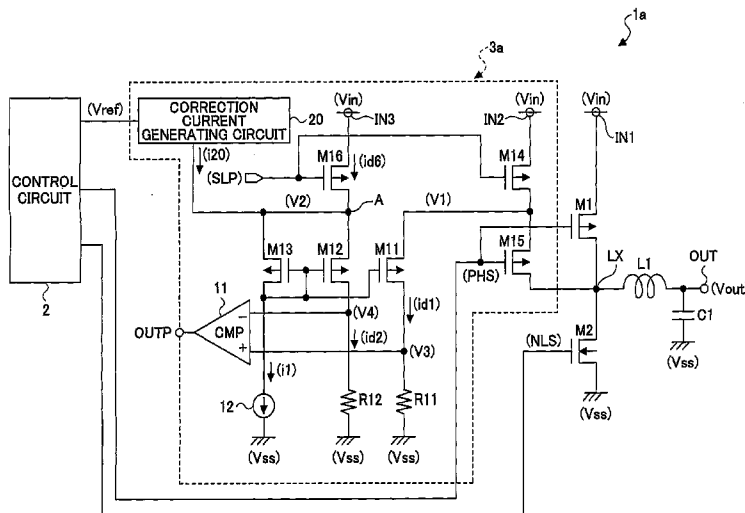 1a
3a
(Vref)
CORRECTION
CURRENT
GENERATING CIRCUIT
20
(Vin)
IN3
(Vin)
IN2
(Vin)
IN1
CONTROL
CIRCUIT
2
(i20)
(SLP)
M16
(id6)
M14
(V2)
A
(V1)
M1
M13
M12
M11
M15
(PHS)
LX
L1
OUT
(Vout
C1
(Vss)
11
CMP
−
+
OUTP
(V4)
(id1)
(id2)
(V3)
(i1)
12
R12
R11
(NLS)
M2
(Vss)
(Vss)
(Vss)
(Vss)